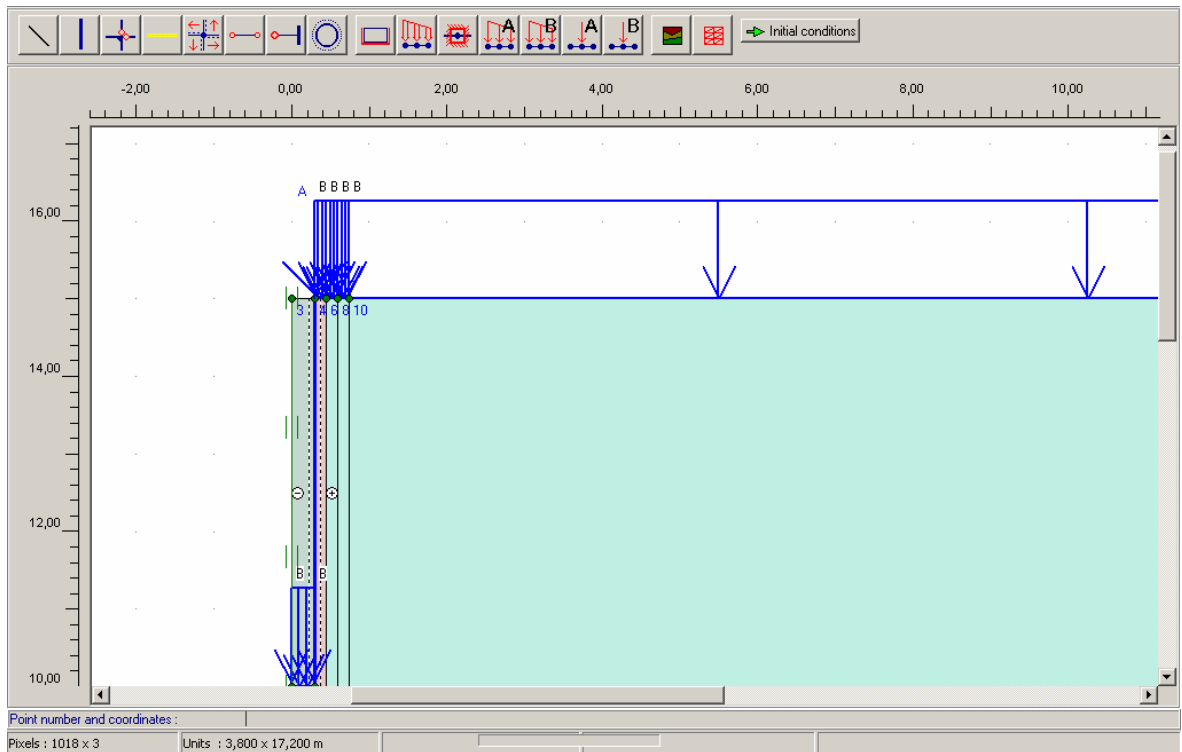 A B A B Initial conditions
-2,00 0,00 2,00 4,00 6,00 8,00 10,00
A B B B B
16,00
3 4 6 8 10
14,00
12,00
B B
10,00
Point number and coordinates :
Pixels : 1018 x 3 Units : 3,800 x 17,200 m